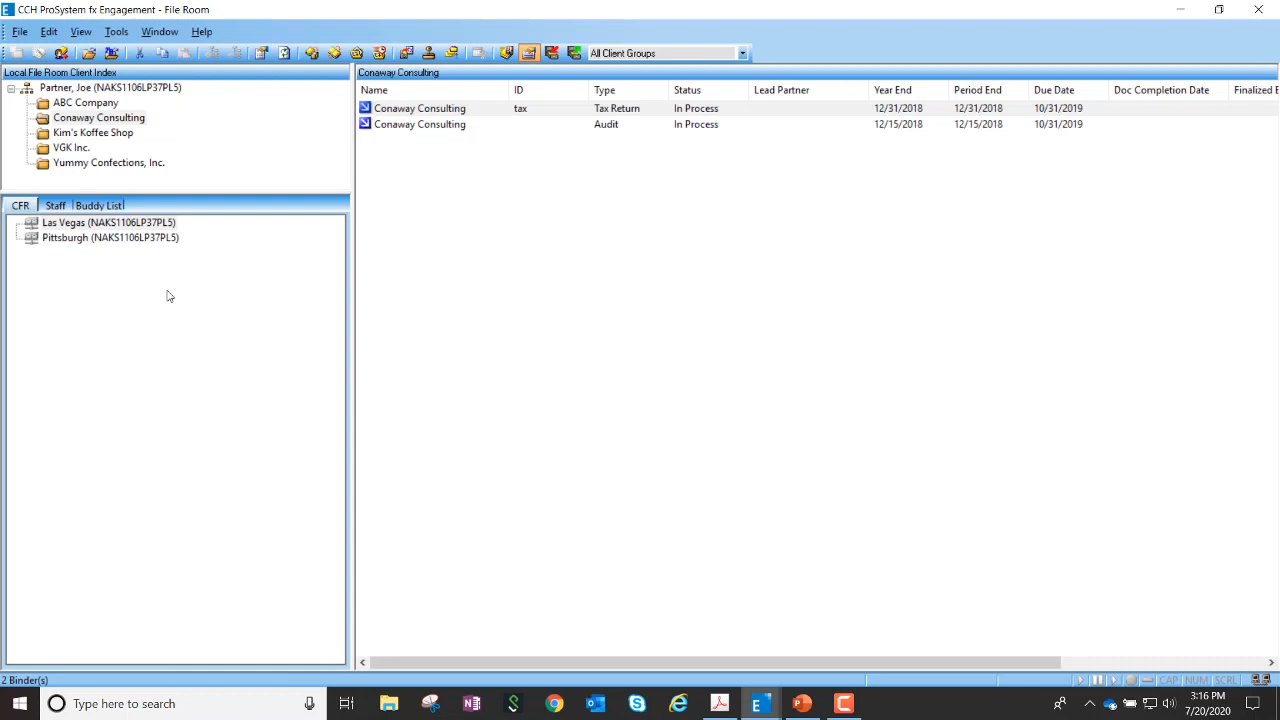 CCH ProSystem fx Engagement - File Room
File Edit View Tools Window Help
All Client Groups
Local File Room Client Index
Partner, Joe (NAKS1106LP37PL5)
ABC Company
Conaway Consulting
Kim's Koffee Shop
VGK Inc.
Yummy Confections, Inc.
CFR Staff Buddy List
Las Vegas (NAKS1106LP37PL5)
Pittsburgh (NAKS1106LP37PL5)
Conaway Consulting
Name ID Type Status Lead Partner Year End Period End Due Date Doc Completion Date Finalized E
Conaway Consulting tax Tax Return In Process 12/31/2018 12/31/2018 10/31/2019
Conaway Consulting Audit In Process 12/15/2018 12/15/2018 10/31/2019
2 Binder(s)
CAP NUM SCRL
Type here to search
3:16 PM
7/20/2020